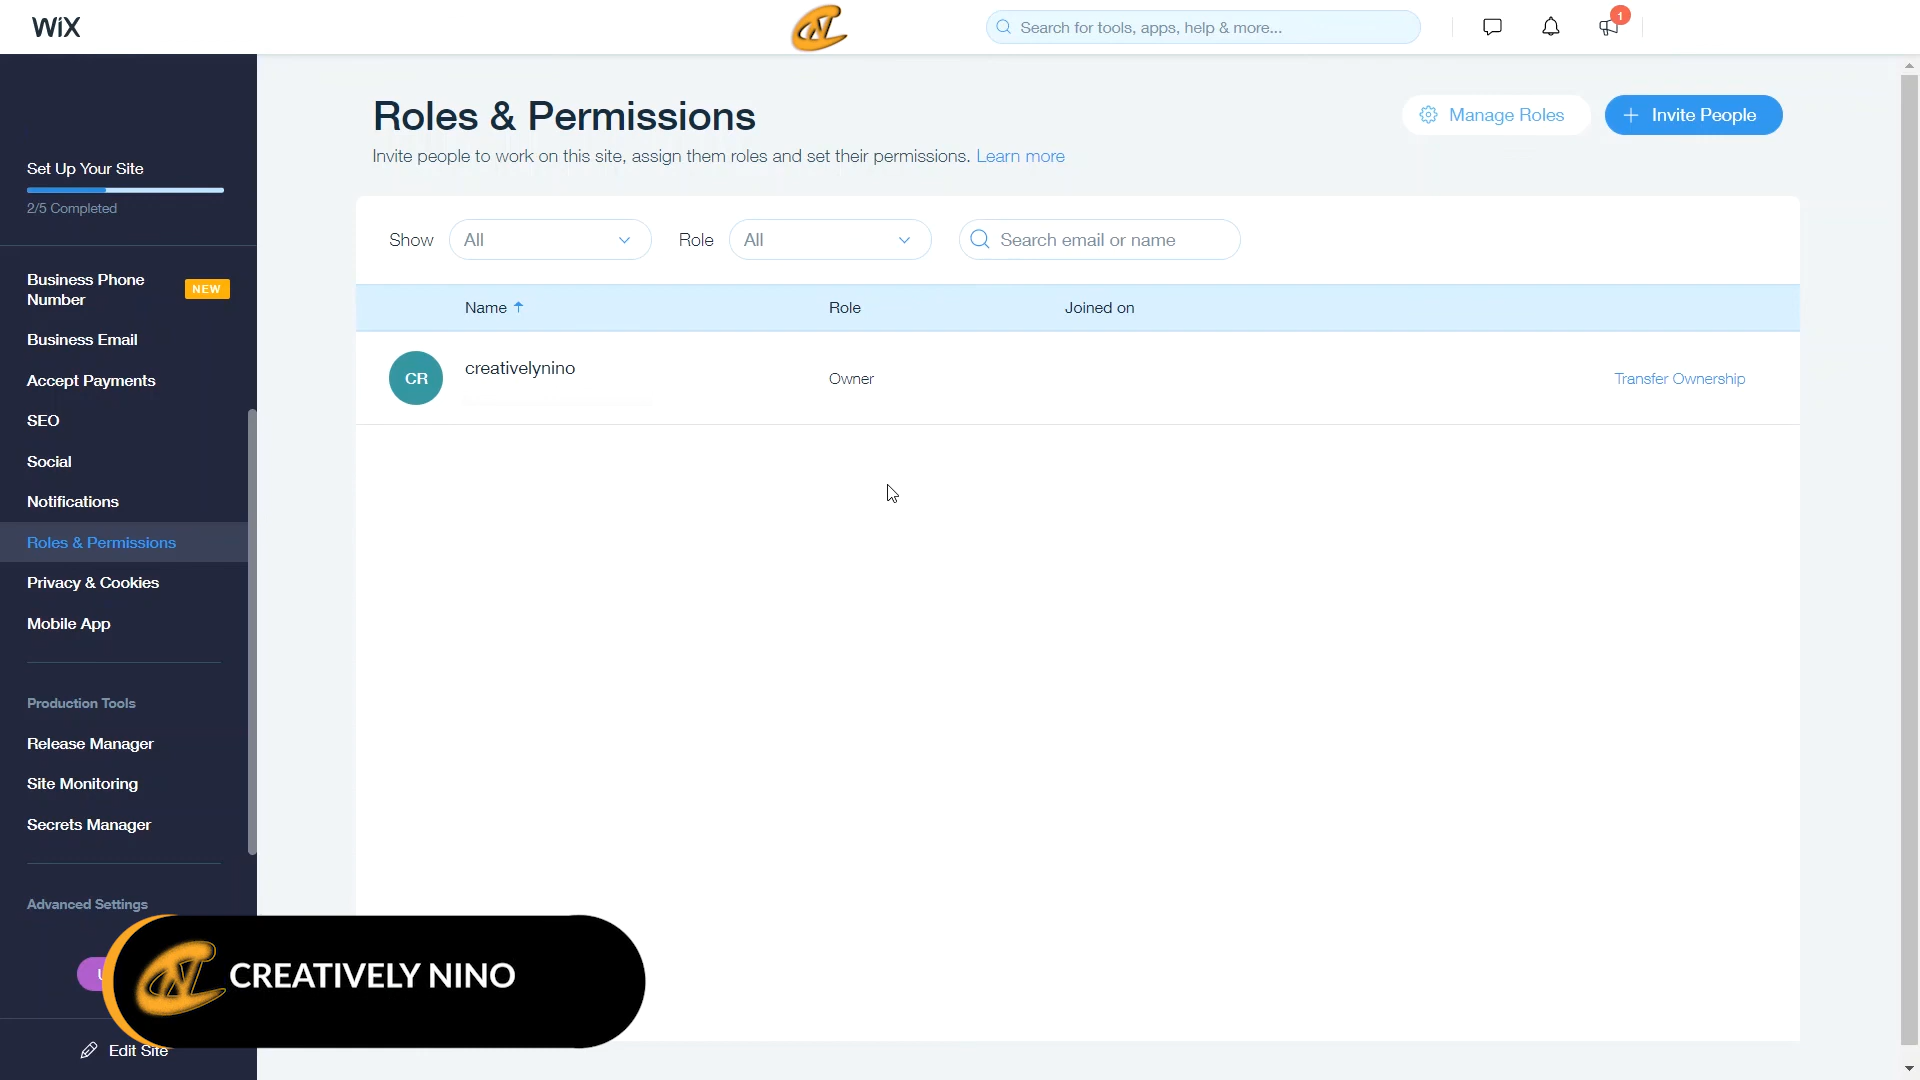 WiX
Search for tools, apps, help & more...
1
Set Up Your Site
2/5 Completed
Business Phone
Number
NEW
Business Email
Accept Payments
SEO
Social
Notifications
Roles & Permissions
Privacy & Cookies
Mobile App
Production Tools
Release Manager
Site Monitoring
Secrets Manager
Advanced Settings
Edit Site
Roles & Permissions
Manage Roles
Invite People
Invite people to work on this site, assign them roles and set their permissions. Learn more
Show All Role All Search email or name
Name Role Joined on
CR creativelynino Owner Transfer Ownership
CREATIVELY NINO